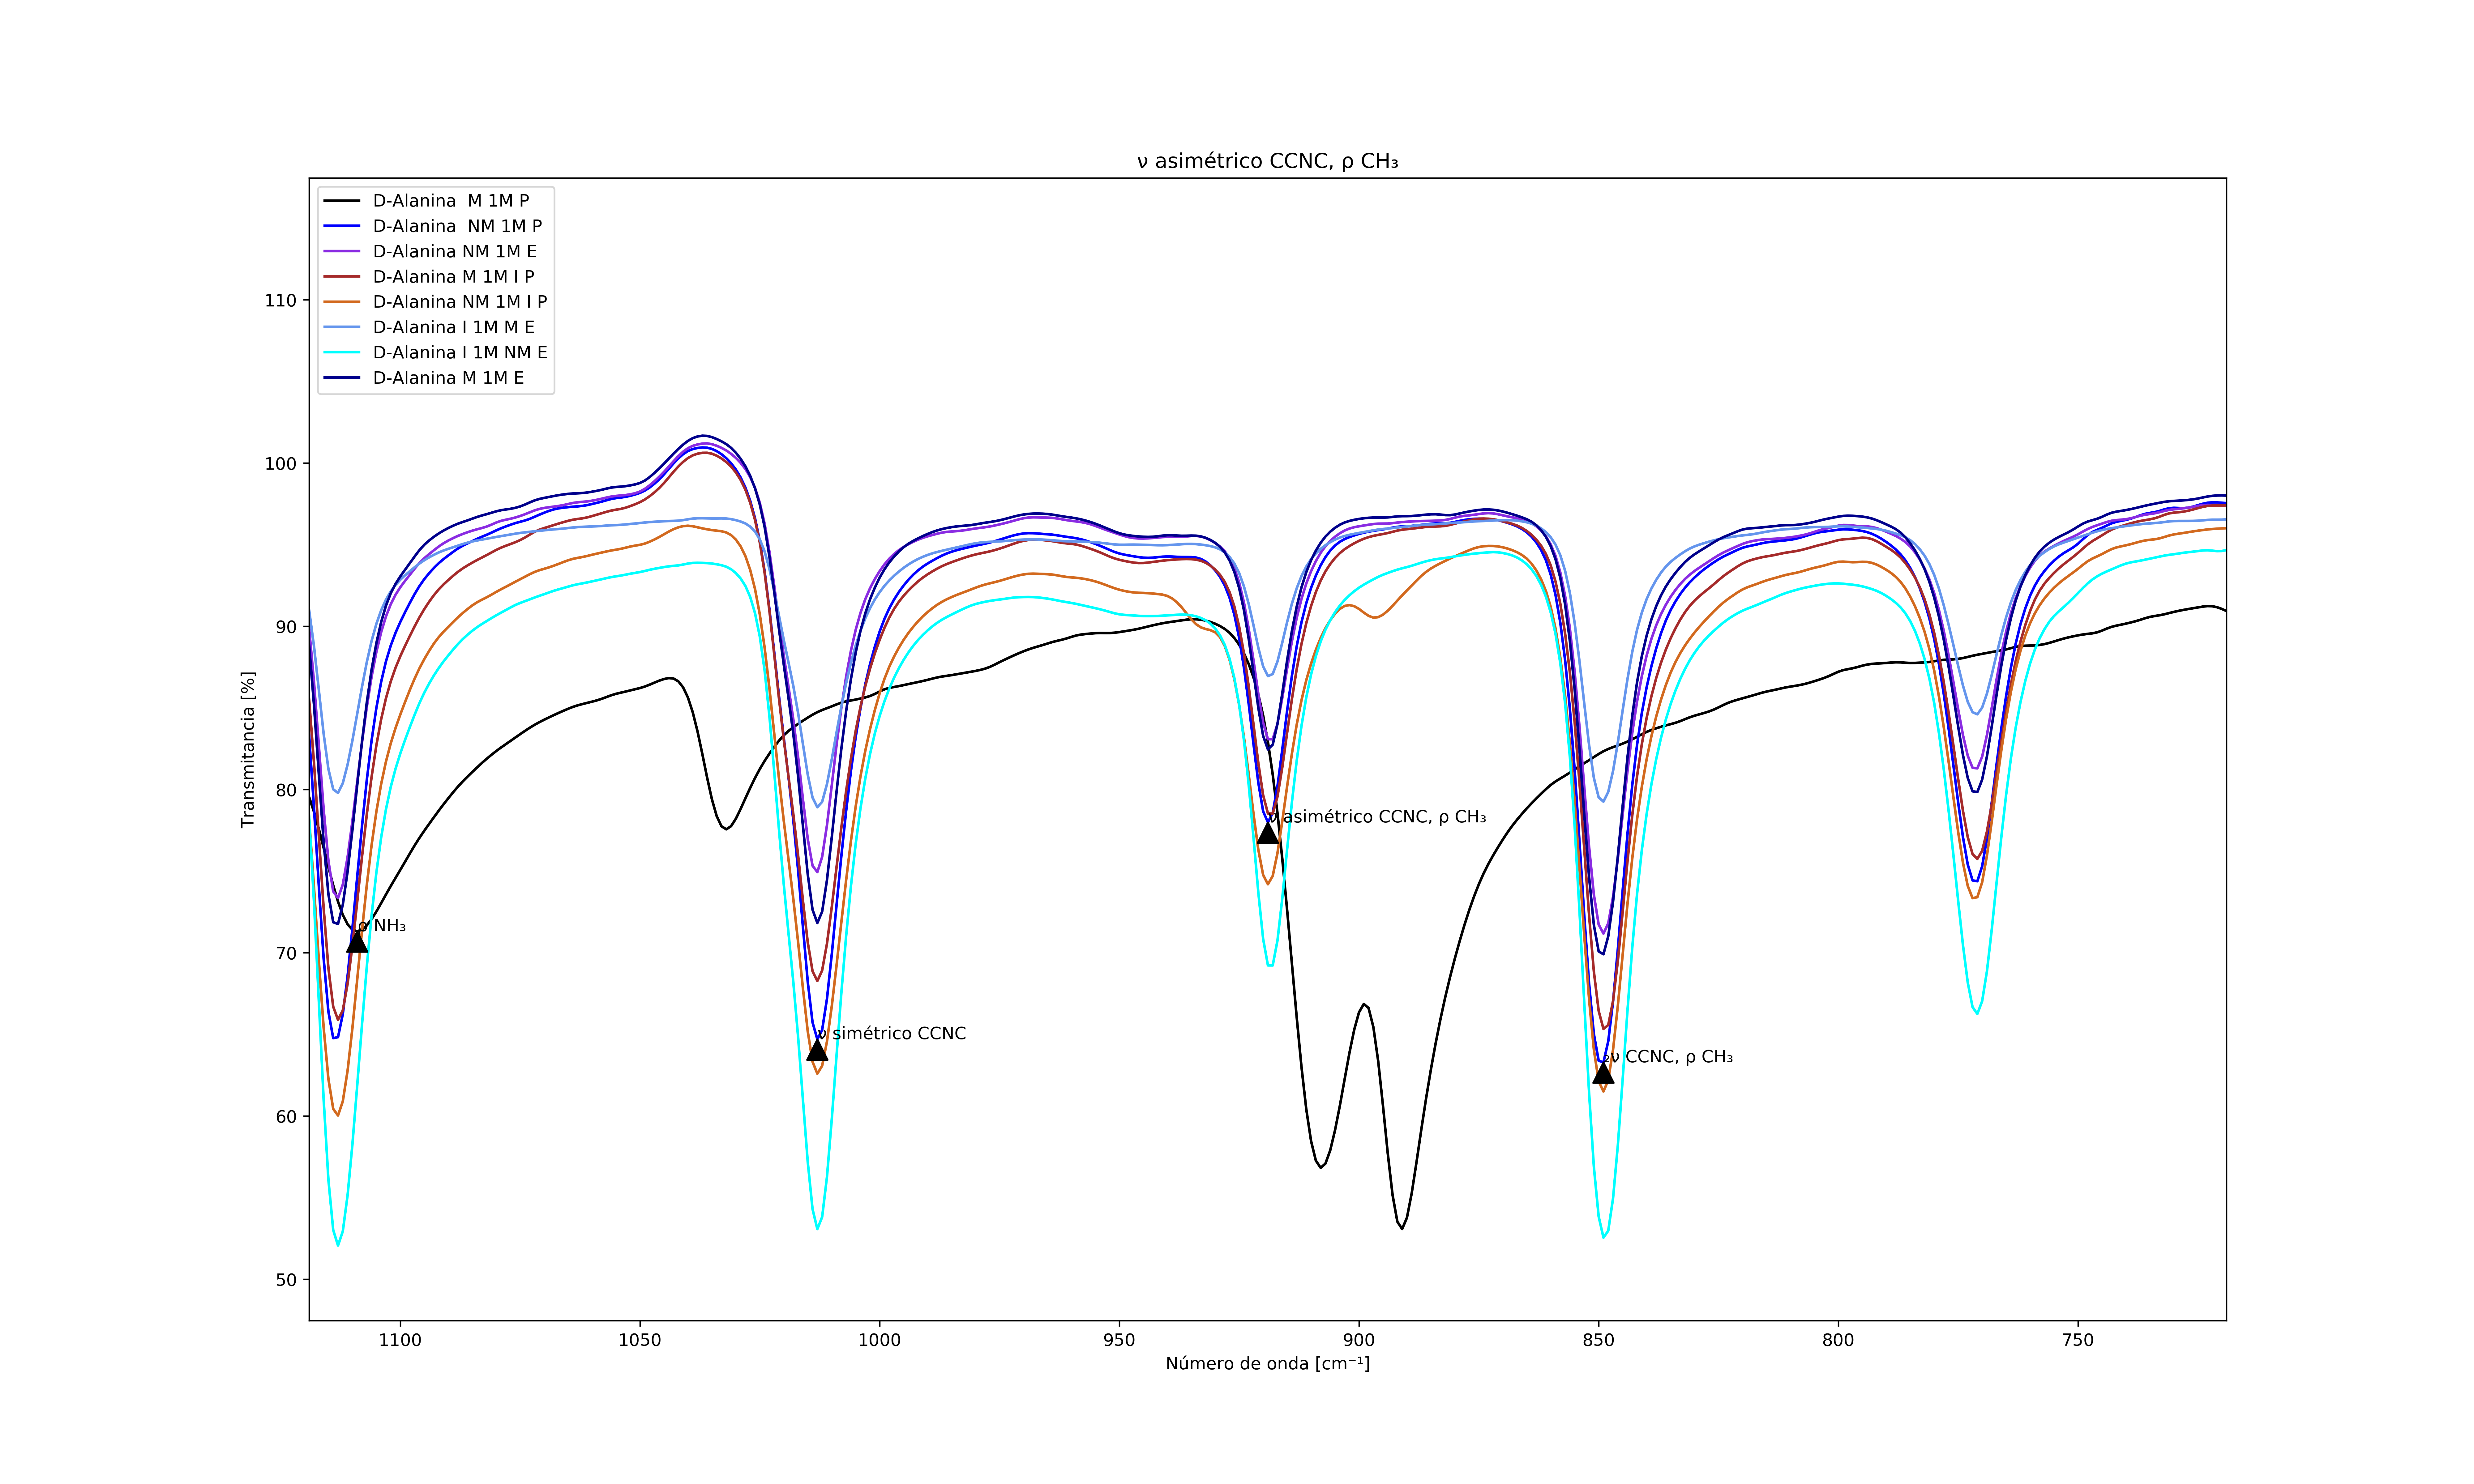 ν asimétrico CCNC, ρ CH₃
D-Alanina  M 1M P
D-Alanina  NM 1M P
D-Alanina NM 1M E
D-Alanina M 1M I P
D-Alanina NM 1M I P
D-Alanina I 1M M E
D-Alanina I 1M NM E
D-Alanina M 1M E
110
100
90
80
70
60
50
Transmitancia [%]
ν asimétrico CCNC, ρ CH₃
ρ NH₃
ν simétrico CCNC
₂ν CCNC, ρ CH₃
1100
1050
1000
950
900
850
800
750
Número de onda [cm⁻¹]